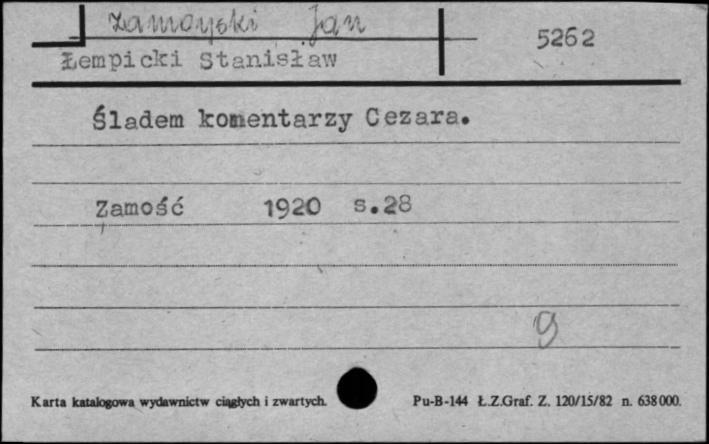 Zamoyski Jan
5262
Łempicki Stanisław
Śladem komentarzy Cezara.
Zamość 1920 s.28
g
Karta katalogowa wydawnictw ciągłych i zwartych. Pu-B-144 Ł.Z.Graf. Z. 120/15/82 n. 638000.